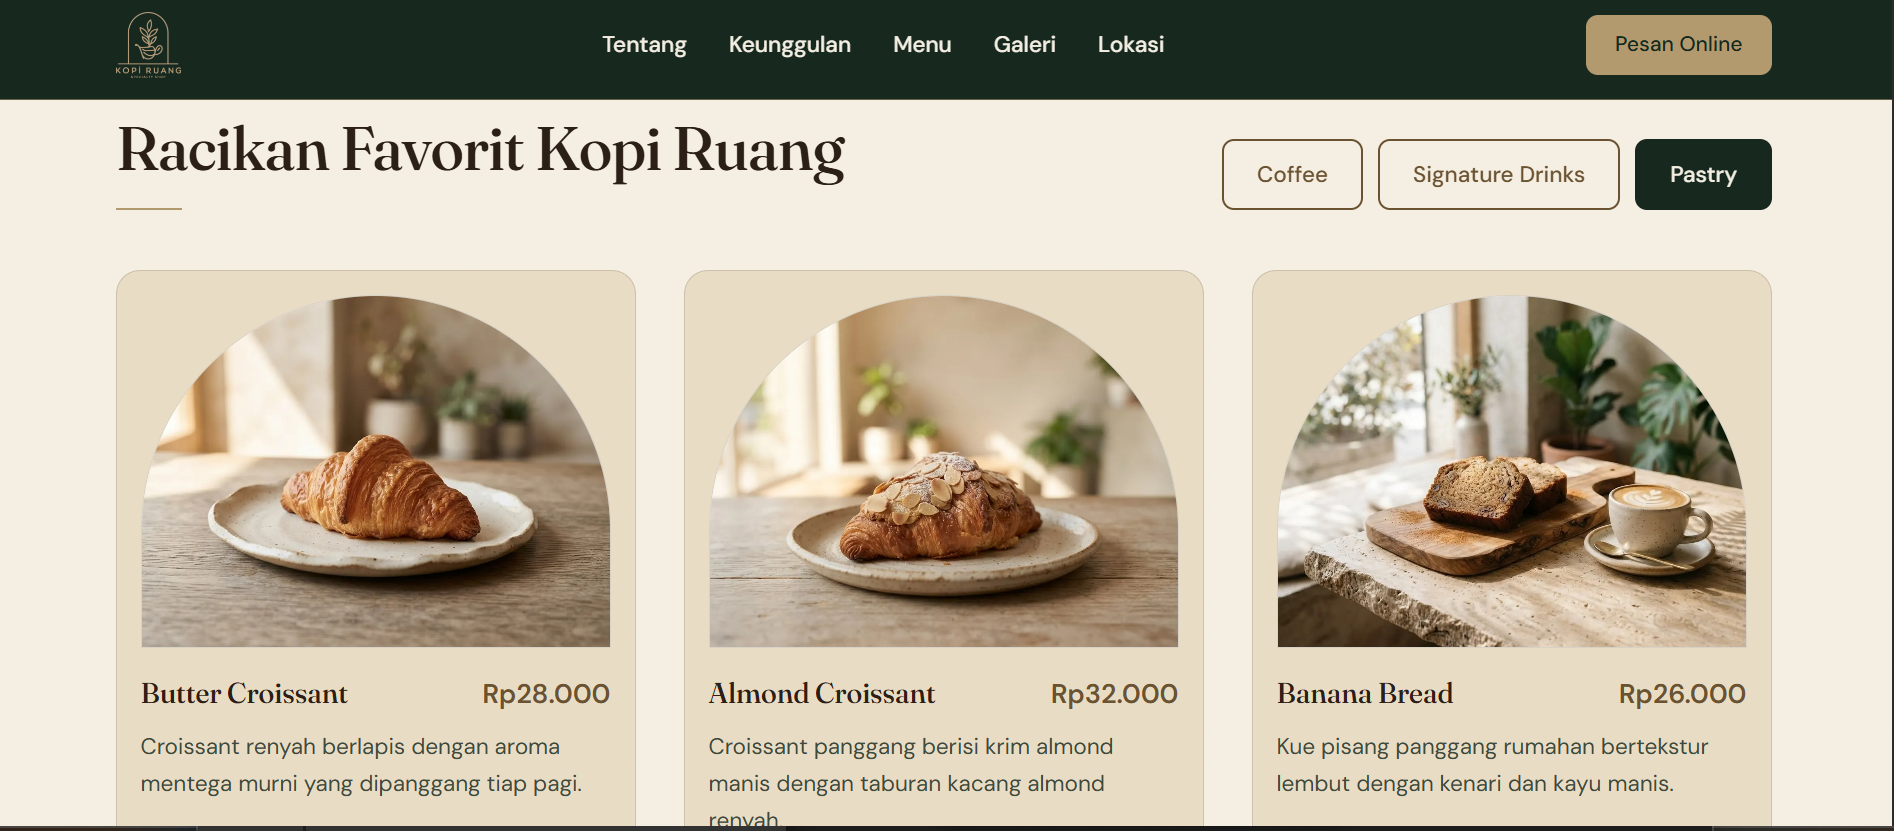 KOPI RUANG
Tentang
Keunggulan
Menu
Galeri
Lokasi
Pesan Online
Racikan Favorit Kopi Ruang
Coffee
Signature Drinks
Pastry
Butter Croissant
Rp28.000
Croissant renyah berlapis dengan aroma
mentega murni yang dipanggang tiap pagi.
Almond Croissant
Rp32.000
Croissant panggang berisi krim almond
manis dengan taburan kacang almond
renyah.
Banana Bread
Rp26.000
Kue pisang panggang rumahan bertekstur
lembut dengan kenari dan kayu manis.